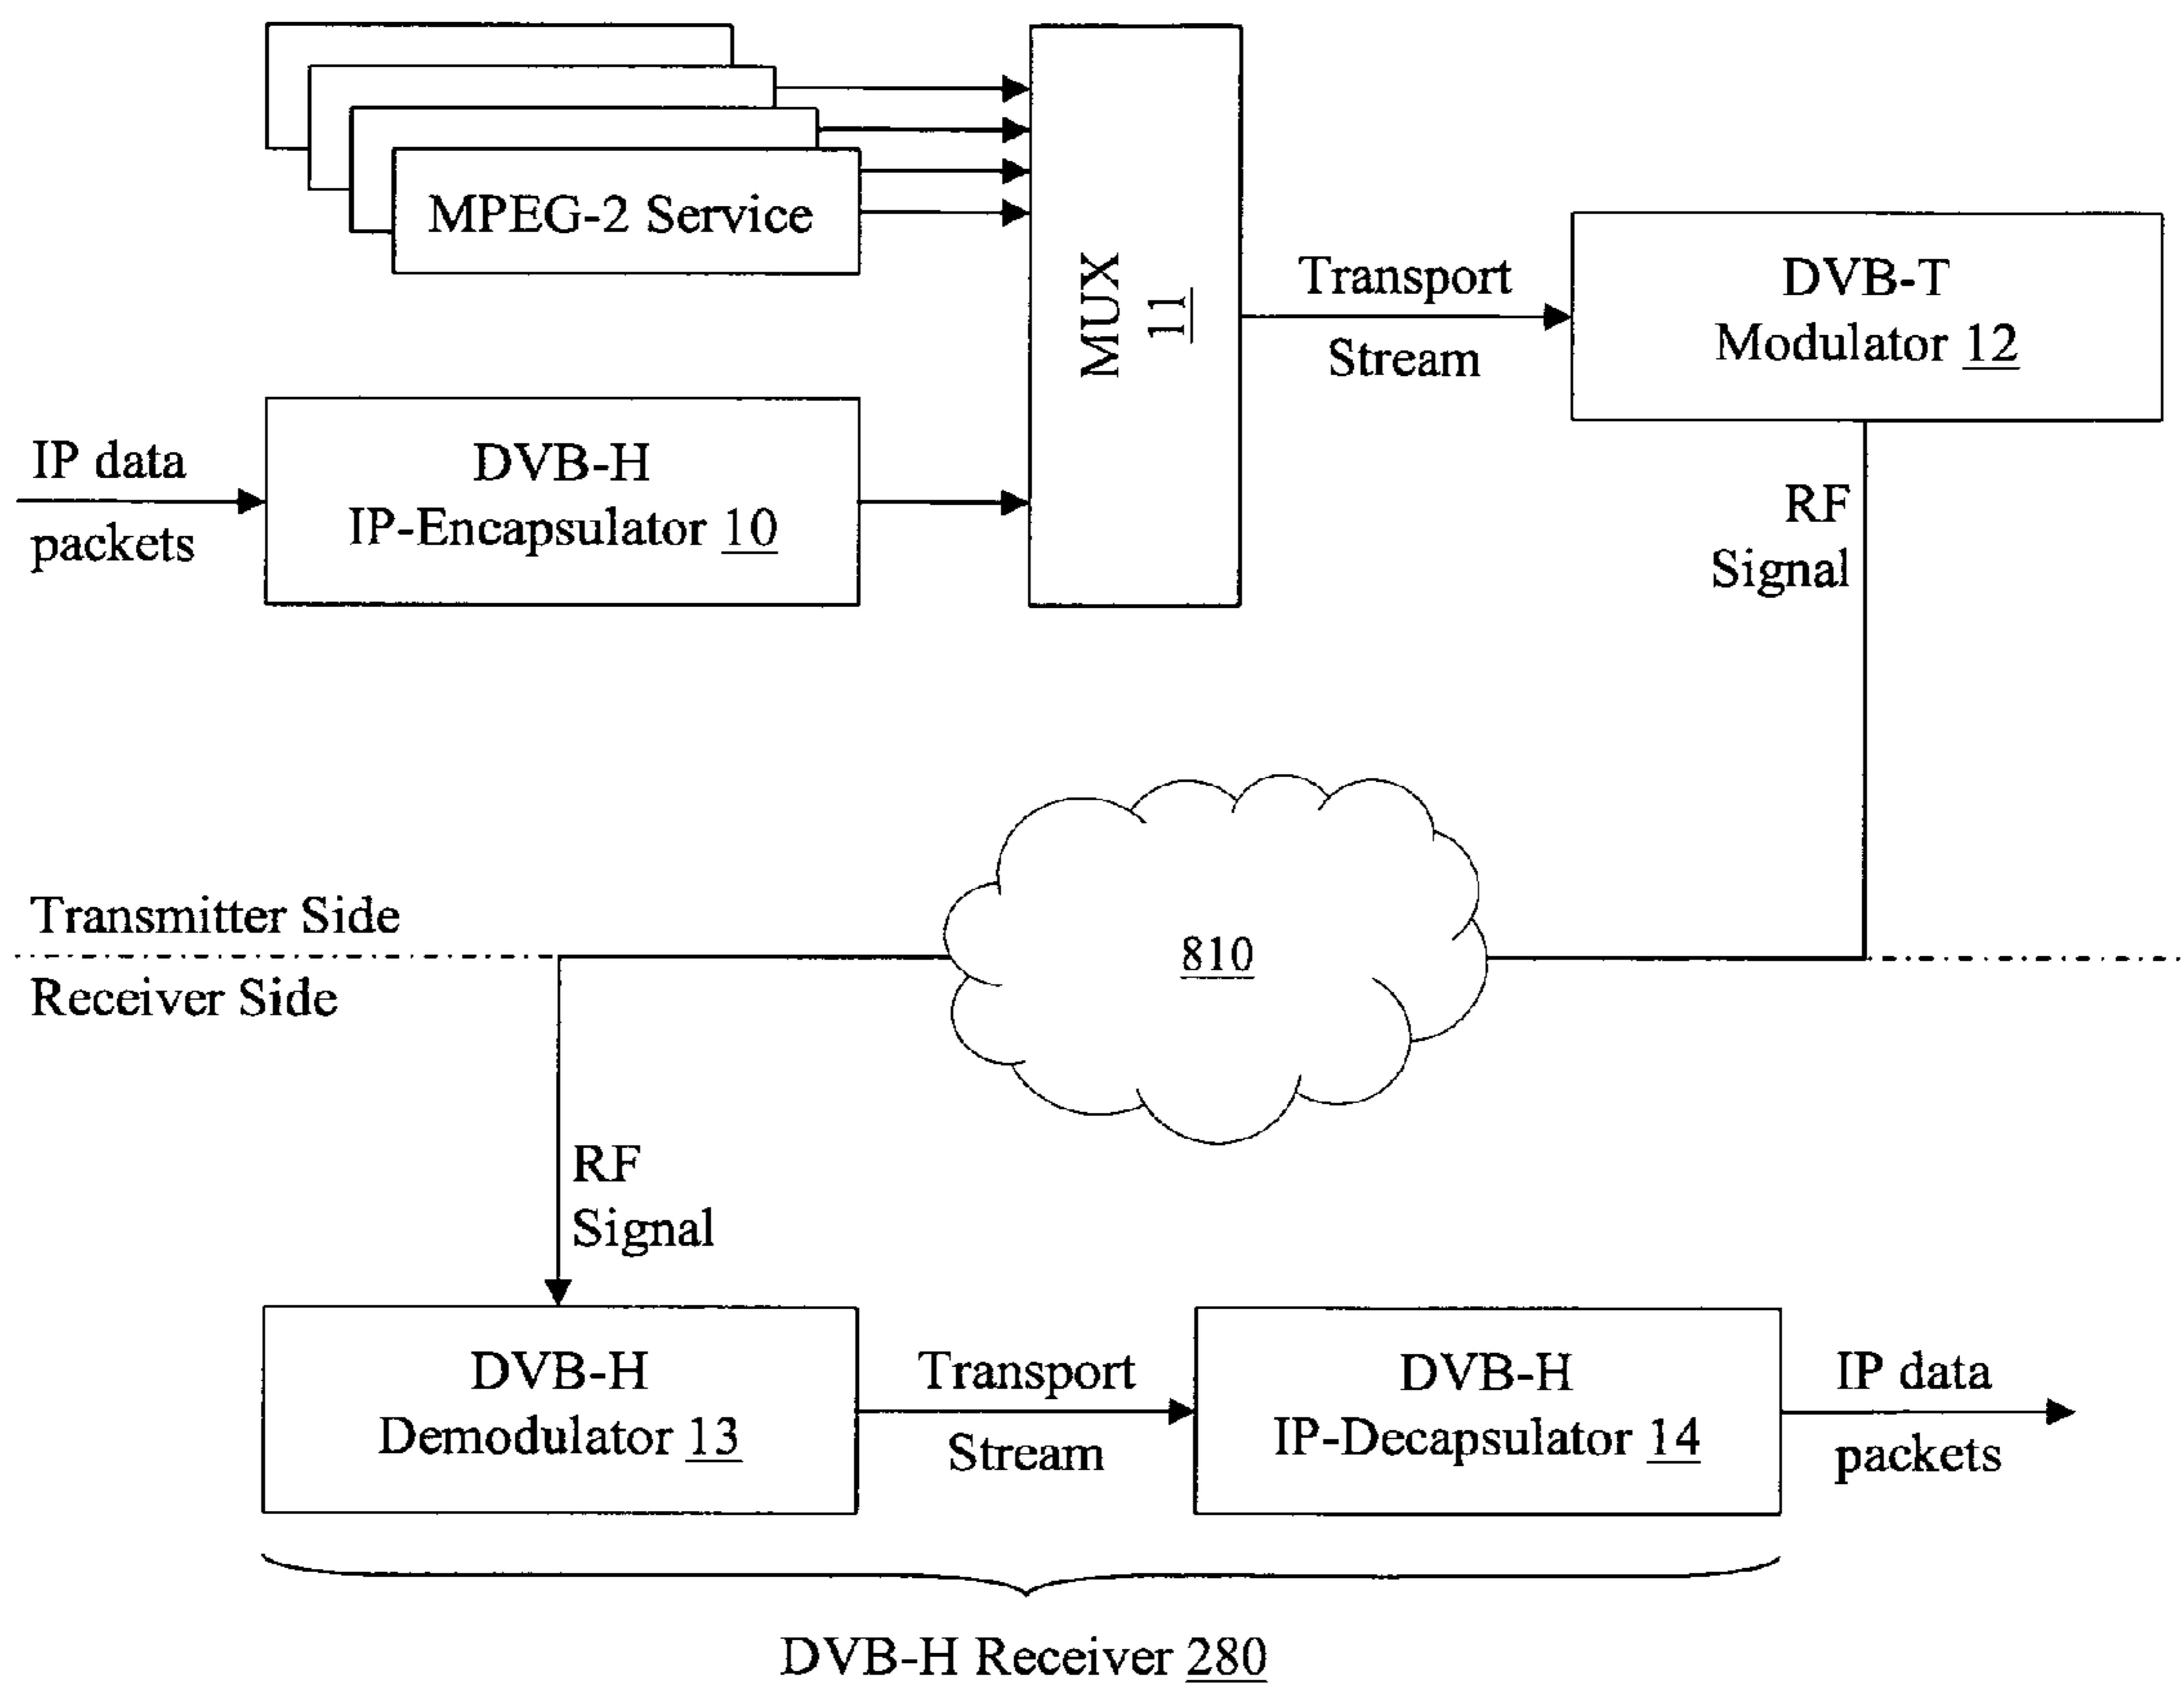 MPEG-2 Service
MUX
11
Transport
Stream
DVB-T
Modulator 12
IP data
packets
DVB-H
IP-Encapsulator 10
RF
Signal
Transmitter Side
Receiver Side
810
RF
Signal
DVB-H
Demodulator 13
Transport
Stream
DVB-H
IP-Decapsulator 14
IP data
packets
DVB-H Receiver 280